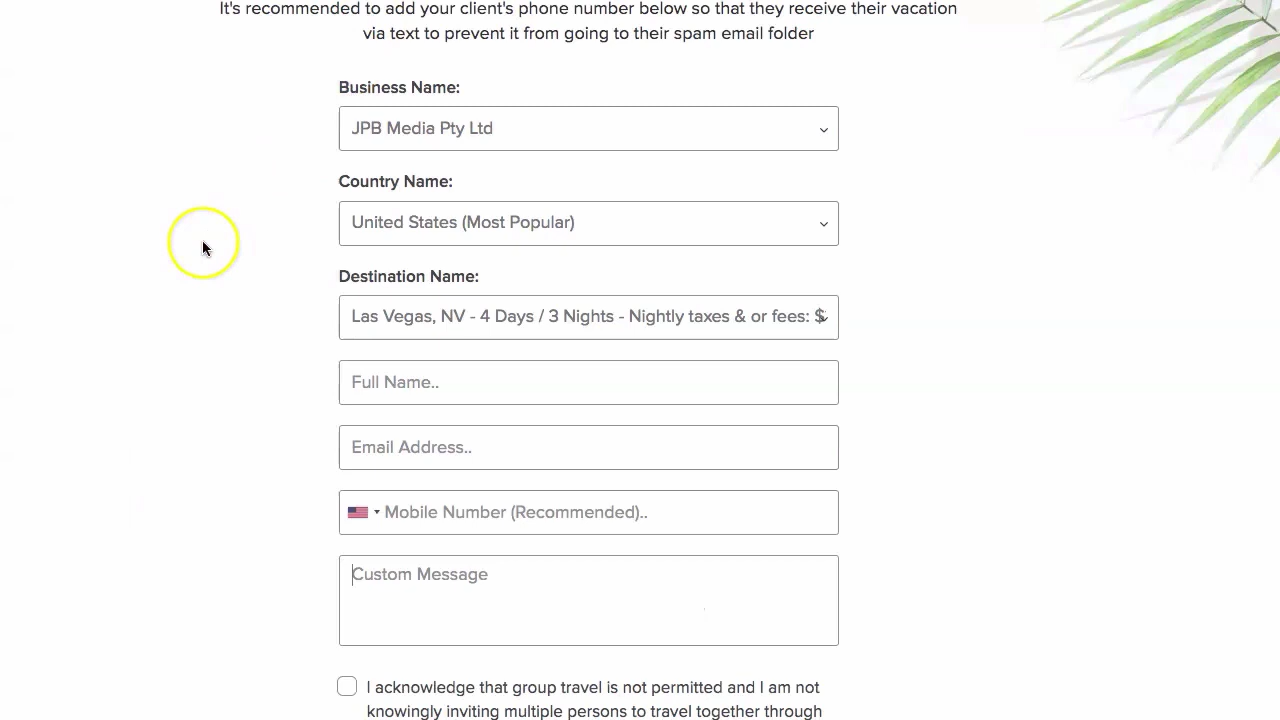 It's recommended to add your client's phone number below so that they receive their vacation
via text to prevent it from going to their spam email folder
Business Name:
JPB Media Pty Ltd
Country Name:
United States (Most Popular)
Destination Name:
Las Vegas, NV - 4 Days / 3 Nights - Nightly taxes & or fees: $
Full Name..
Email Address..
Mobile Number (Recommended)..
Custom Message
I acknowledge that group travel is not permitted and I am not
knowingly inviting multiple persons to travel together through